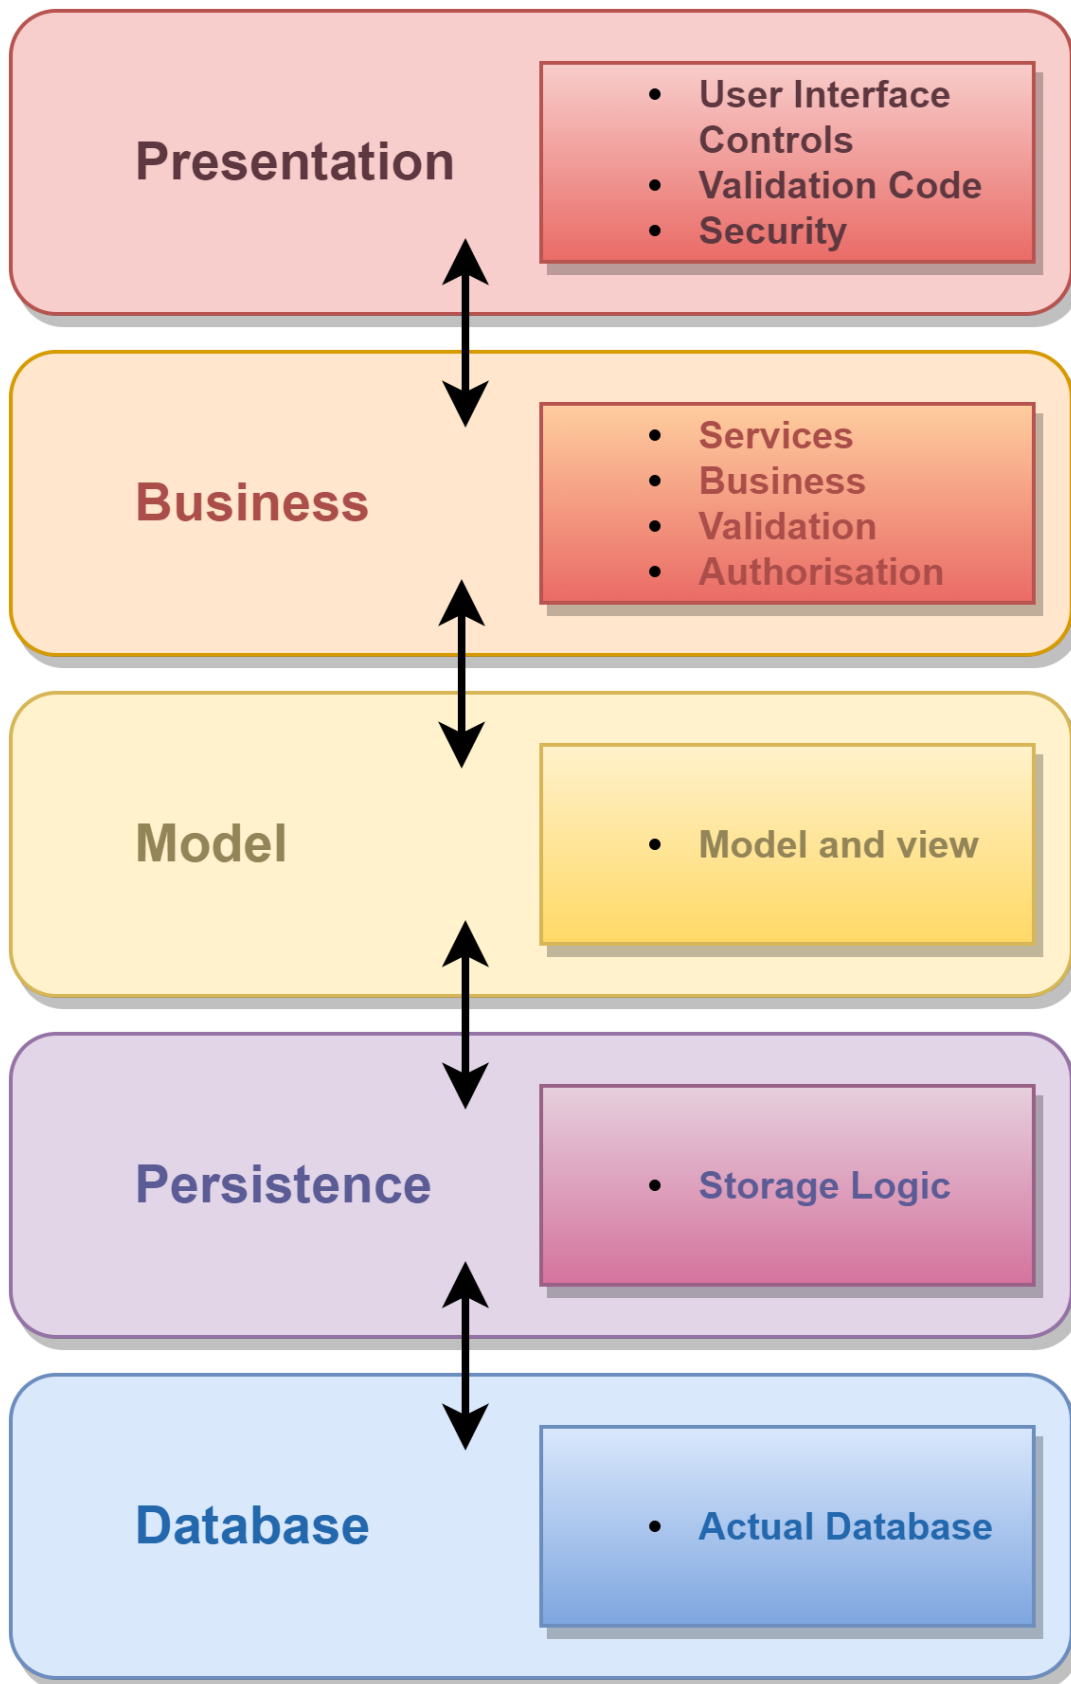 Presentation
User Interface
Controls
Validation Code
Security
Business
Services
Business
Validation
Authorisation
Model
Model and view
Persistence
Storage Logic
Database
Actual Database